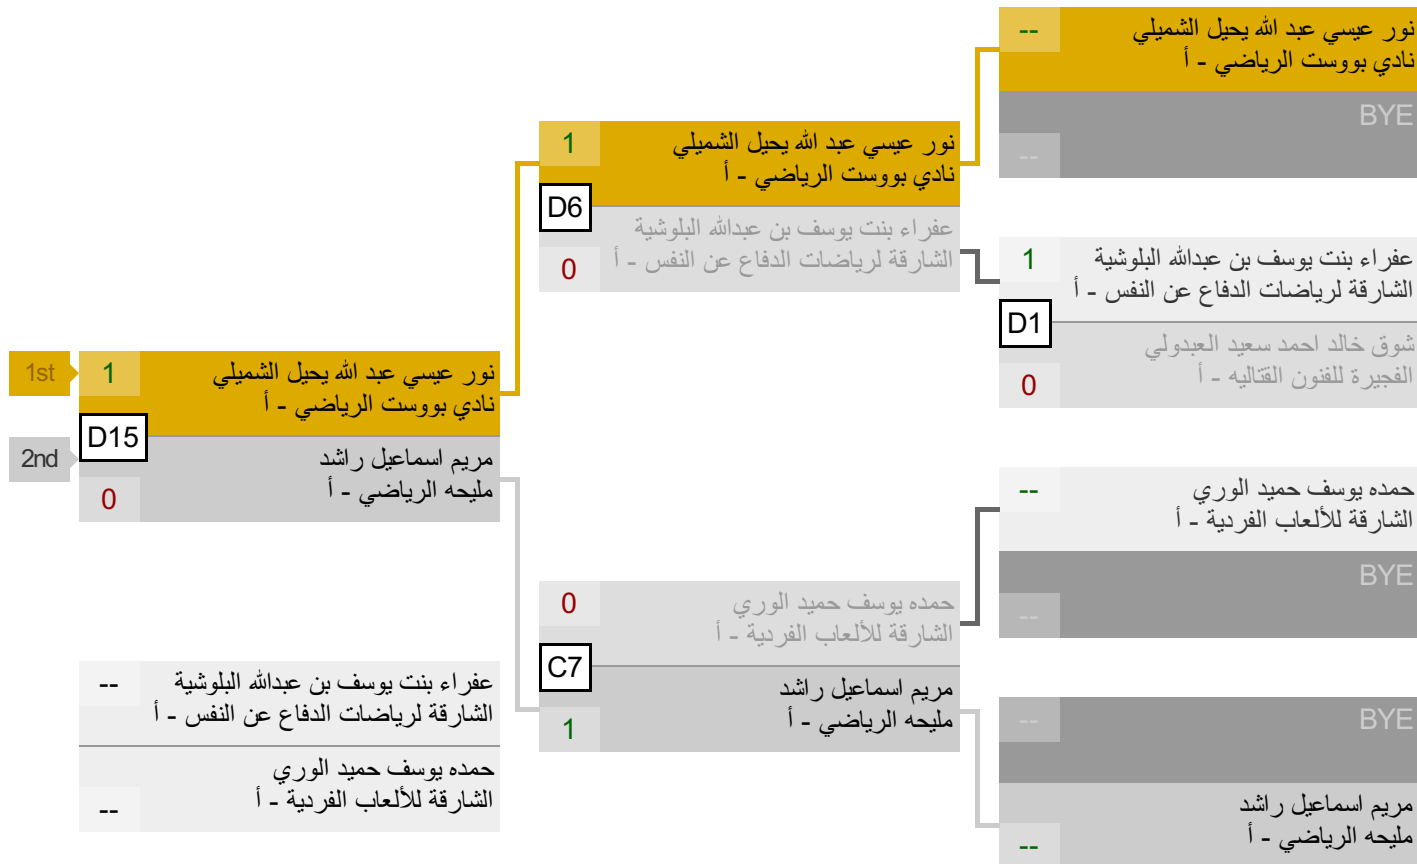 --
نور عيسي عبد الله يحيل الشميلي
نادي بووست الرياضي - أ
BYE
--
1
نور عيسي عبد الله يحيل الشميلي
نادي بووست الرياضي - أ
D6
عفراء بنت يوسف بن عبدالله البلوشية
الشارقة لرياضات الدفاع عن النفس - أ
0
1
عفراء بنت يوسف بن عبدالله البلوشية
الشارقة لرياضات الدفاع عن النفس - أ
D1
شوق خالد احمد سعيد العبدولي
الفجيرة للفنون القتاليه - أ
0
1st
1
نور عيسي عبد الله يحيل الشميلي
نادي بووست الرياضي - أ
D15
2nd
مريم اسماعيل راشد
مليحه الرياضي - أ
0
--
حمده يوسف حميد الوري
الشارقة للألعاب الفردية - أ
BYE
--
0
حمده يوسف حميد الوري
الشارقة للألعاب الفردية - أ
C7
مريم اسماعيل راشد
مليحه الرياضي - أ
1
--
عفراء بنت يوسف بن عبدالله البلوشية
الشارقة لرياضات الدفاع عن النفس - أ
حمده يوسف حميد الوري
الشارقة للألعاب الفردية - أ
--
--
BYE
مريم اسماعيل راشد
مليحه الرياضي - أ
--